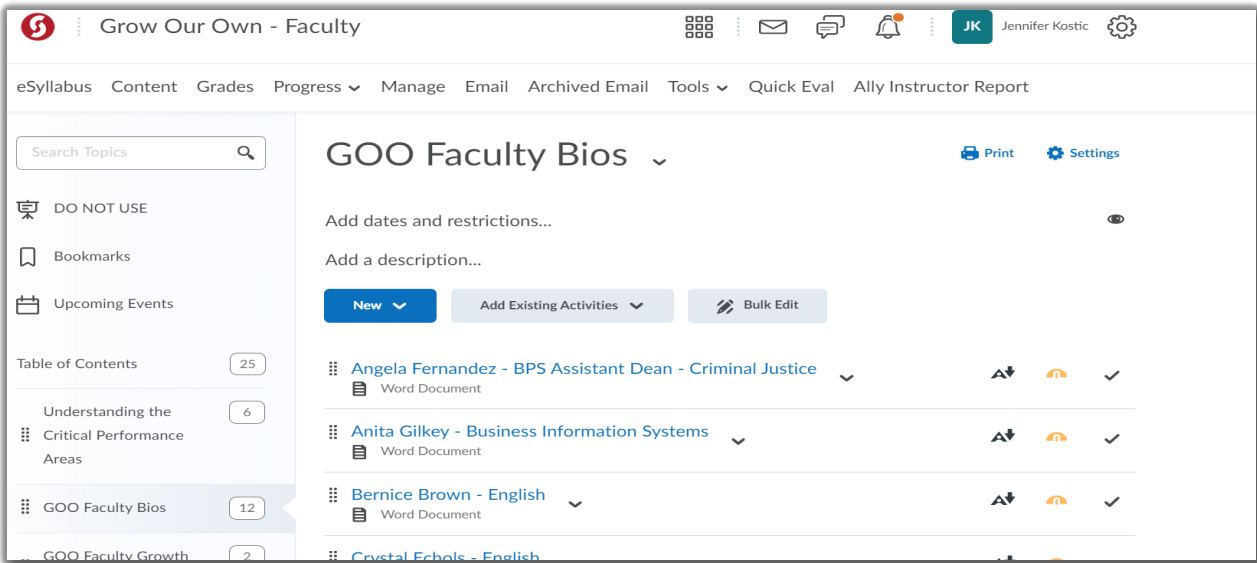 Grow Our Own - Faculty
JK Jennifer Kostic
eSyllabus Content Grades Progress Manage Email Archived Email Tools Quick Eval Ally Instructor Report
Search Topics
DO NOT USE
Bookmarks
Upcoming Events
Table of Contents 25
Understanding the 6
Critical Performance
Areas
GOO Faculty Bios 12
GOO Faculty Growth 2
GOO Faculty Bios
Print Settings
Add dates and restrictions...
Add a description...
New Add Existing Activities Bulk Edit
Angela Fernandez - BPS Assistant Dean - Criminal Justice
Word Document
Anita Gilkey - Business Information Systems
Word Document
Bernice Brown - English
Word Document
Crystal Echols - English